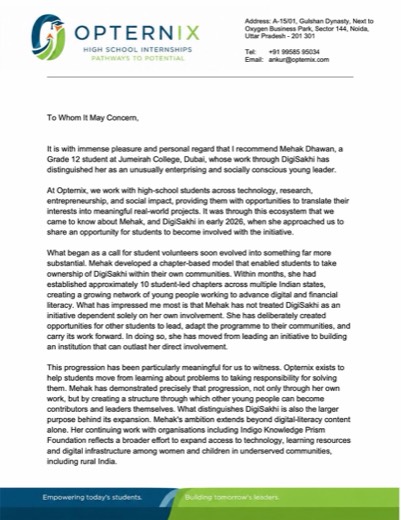 OPTERNIX
HIGH SCHOOL INTERNSHIPS
PATHWAYS TO POTENTIAL
Address: A-15/01, Gulshan Dynasty, Next to
Oxygen Business Park, Sector 144, Noida,
Uttar Pradesh - 201 301
Tel: +91 99585 95034
Email: ankur@opternix.com
To Whom It May Concern,
It is with immense pleasure and personal regard that I recommend Mehak Dhawan, a
Grade 12 student at Jumeirah College, Dubai, whose work through DigiSakhi has
distinguished her as an unusually enterprising and socially conscious young leader.
At Opternix, we work with high-school students across technology, research,
entrepreneurship, and social impact, providing them with opportunities to translate their
interests into meaningful real-world projects. It was through this ecosystem that we
came to know about Mehak, and DigiSakhi in early 2026, when she approached us to
an opportunity for students to become involved with the initiative.
What began as a call for student volunteers soon evolved into something far more
substantial. Mehak developed a chapter-based model that enabled students to take
ownership of DigiSakhi within their own communities. Within months, she had
established approximately 10 student-led chapters across multiple Indian states,
creating a growing network of young people working to advance digital and financial
literacy. What has impressed me most is that Mehak has not treated DigiSakhi as an
initiative dependent solely on her own involvement. She has deliberately created
opportunities for other students to lead, adapt the programme to their communities, and
carry its work forward. In doing so, she has moved from leading an initiative to building
an institution that can outlast her direct involvement.
This progression has been particularly meaningful for us to witness. Opternix exists to
help students move from learning about problems to taking responsibility for solving
them. Mehak has demonstrated precisely that progression, not only through her own
work, but by creating a structure through which other young people can become
contributors and leaders themselves. What distinguishes DigiSakhi is also the larger
purpose behind its expansion. Mehak's ambition extends beyond digital-literacy content
alone. Her continuing work with organisations including Indigo Knowledge Prism
Foundation reflects a broader effort to expand access to technology, learning resources
and digital infrastructure among women and children in underserved communities,
including rural India.
Empowering today's students.
Building tomorrow's leaders.